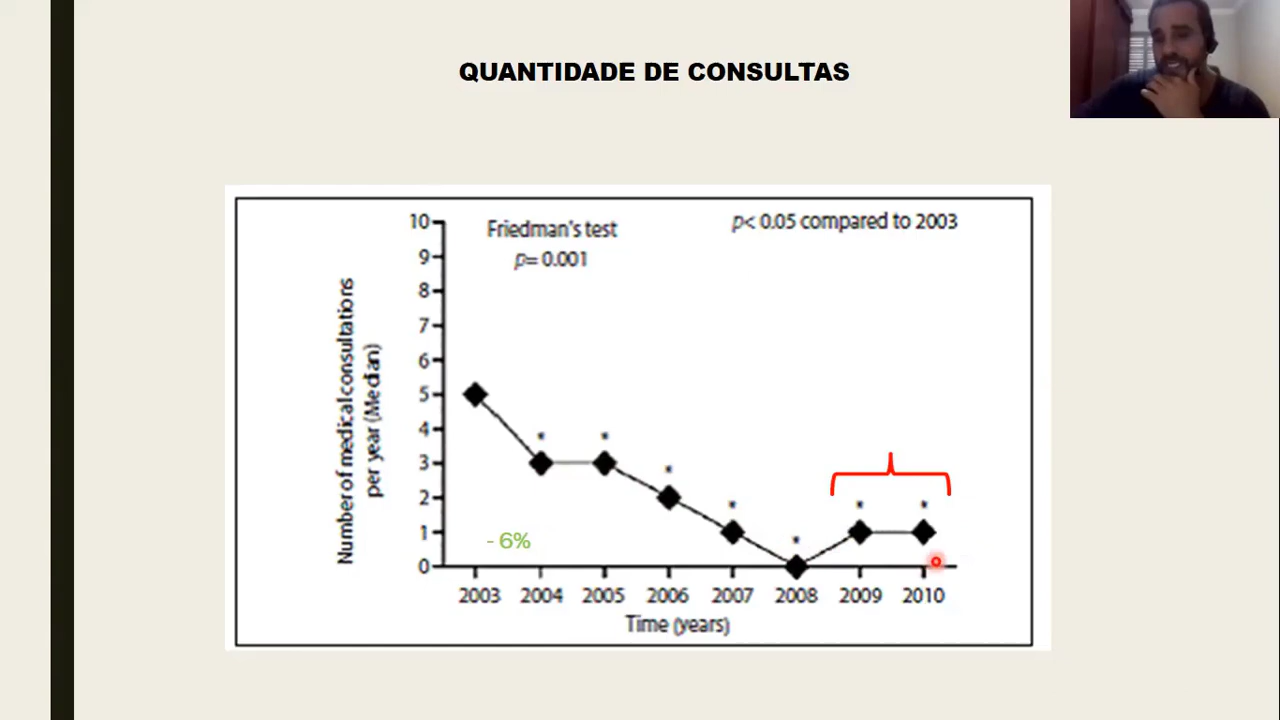 QUANTIDADE DE CONSULTAS
Friedman's test
p= 0.001
p< 0.05 compared to 2003
Number of medical consultations
per year (Median)
10
9
8
7
6
5
4
3
2
1
0
* * * * * * *
- 6%
2003 2004 2005 2006 2007 2008 2009 2010
Time (years)